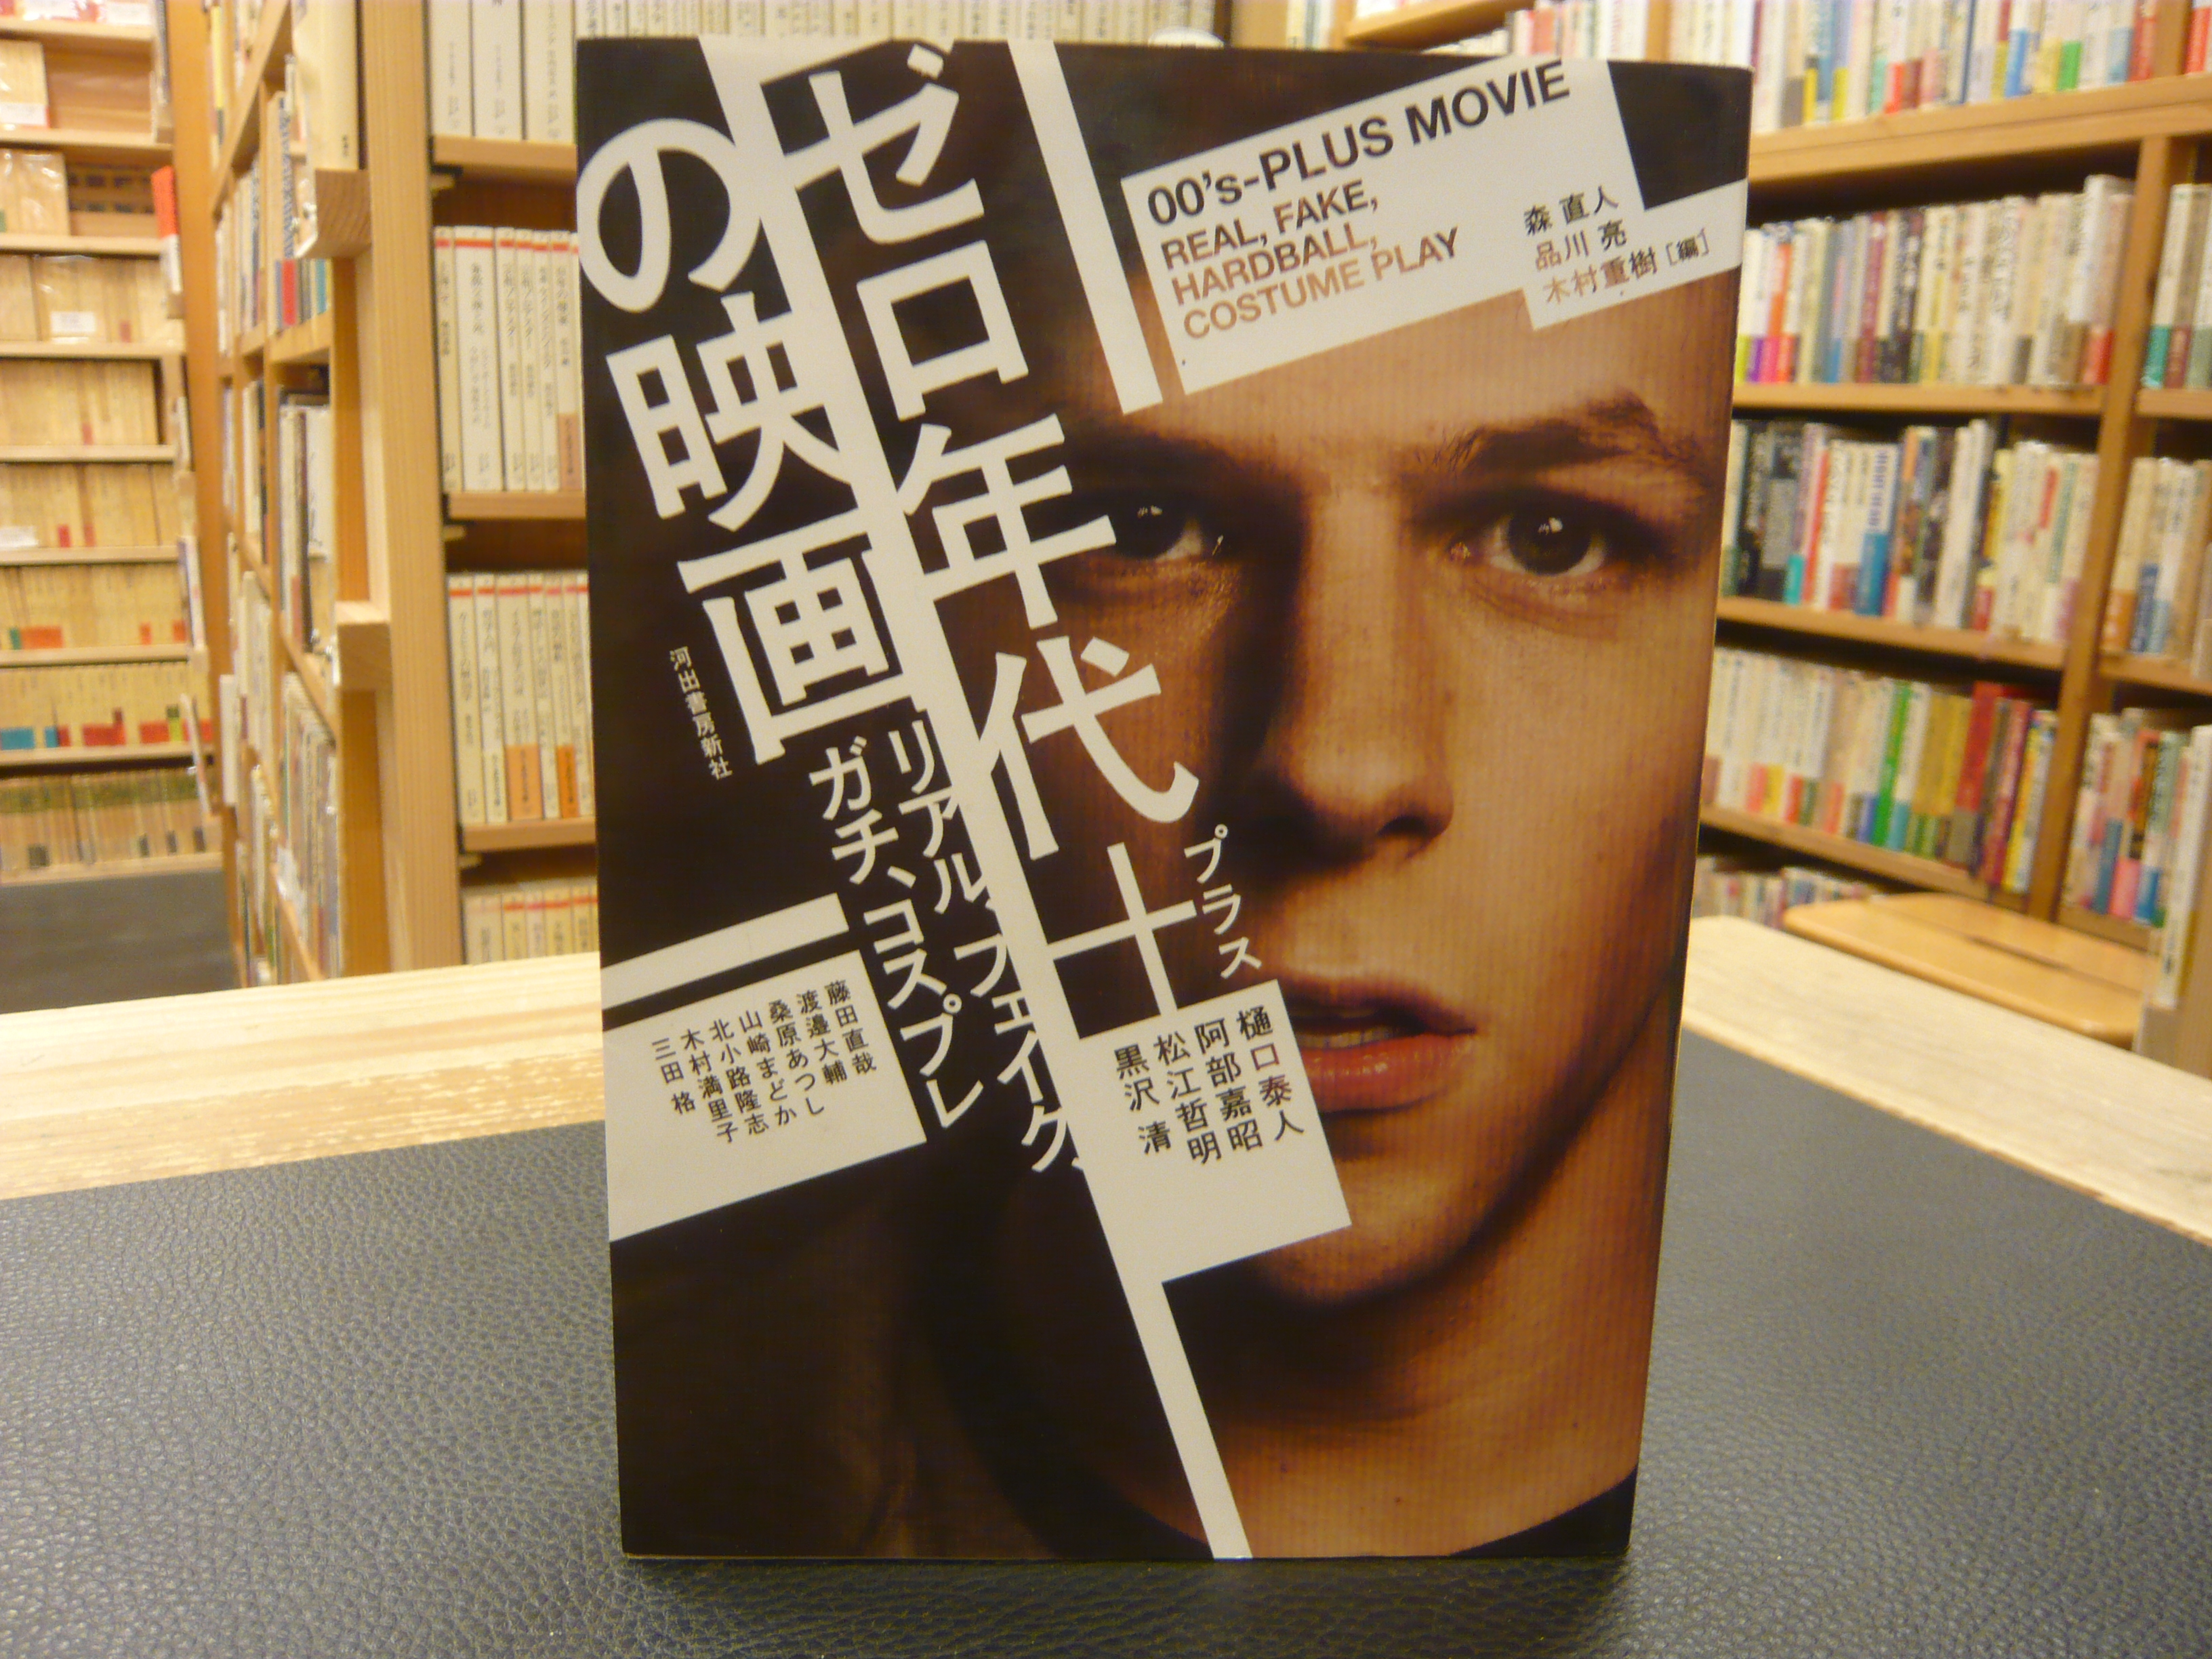 ゼロ年代+
プラス
の映画
リアル、フェイク、
ガチ、コスプレ
00's-PLUS MOVIE
REAL, FAKE,
HARDBALL,
COSTUME PLAY
森 直人
品川 亮
木村重樹［編］
樋口泰人
阿部嘉昭
松江哲明
黒沢 清
藤田直哉
渡邉大輔
桑原あつし
山崎まどか
北小路隆志
木村満里子
三田 格
河出書房新社